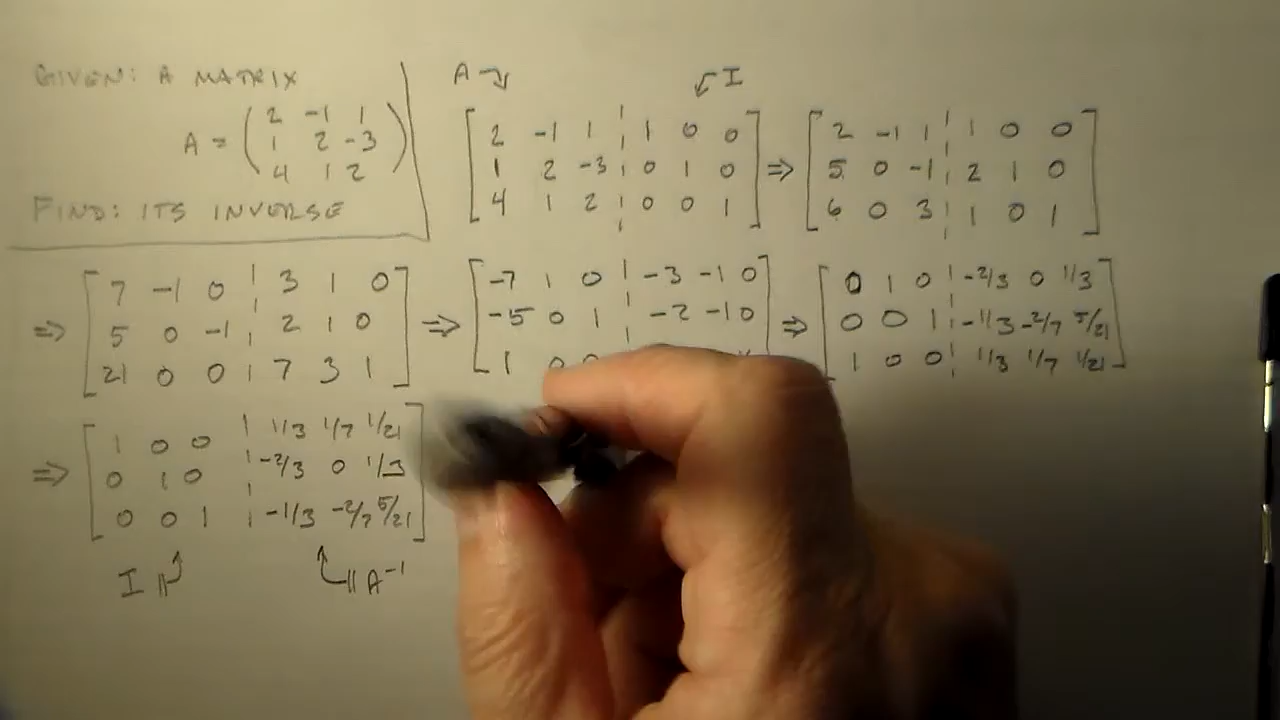 GIVEN: A MATRIX
A = ( 2 -1 1
1 2 -3
4 1 2 )
FIND: ITS INVERSE
A I
[ 2 -1 1 | 1 0 0
1 2 -3 | 0 1 0
4 1 2 | 0 0 1 ]
⇒ [ 2 -1 1 | 1 0 0
5 0 -1 | 2 1 0
6 0 3 | 1 0 1 ]
⇒ [ 7 -1 0 | 3 1 0
5 0 -1 | 2 1 0
21 0 0 | 7 3 1 ]
⇒ [ -7 1 0 | -3 -1 0
-5 0 1 | -2 -1 0
1 0 0
⇒ [ 0 1 0 | -2/3 0 1/3
0 0 1 | -1/3 -2/7 5/21
1 0 0 | 1/3 1/7 1/21 ]
⇒ [ 1 0 0 | 1/3 1/7 1/21
0 1 0 | -2/3 0 1/3
0 0 1 | -1/3 -2/7 5/21 ]
I || || A⁻¹